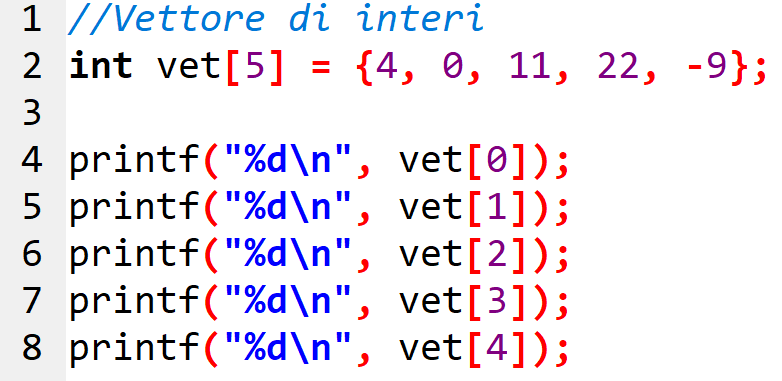 1 //Vettore di interi
2 int vet[5] = {4, 0, 11, 22, -9};
3
4 printf("%d\n", vet[0]);
5 printf("%d\n", vet[1]);
6 printf("%d\n", vet[2]);
7 printf("%d\n", vet[3]);
8 printf("%d\n", vet[4]);